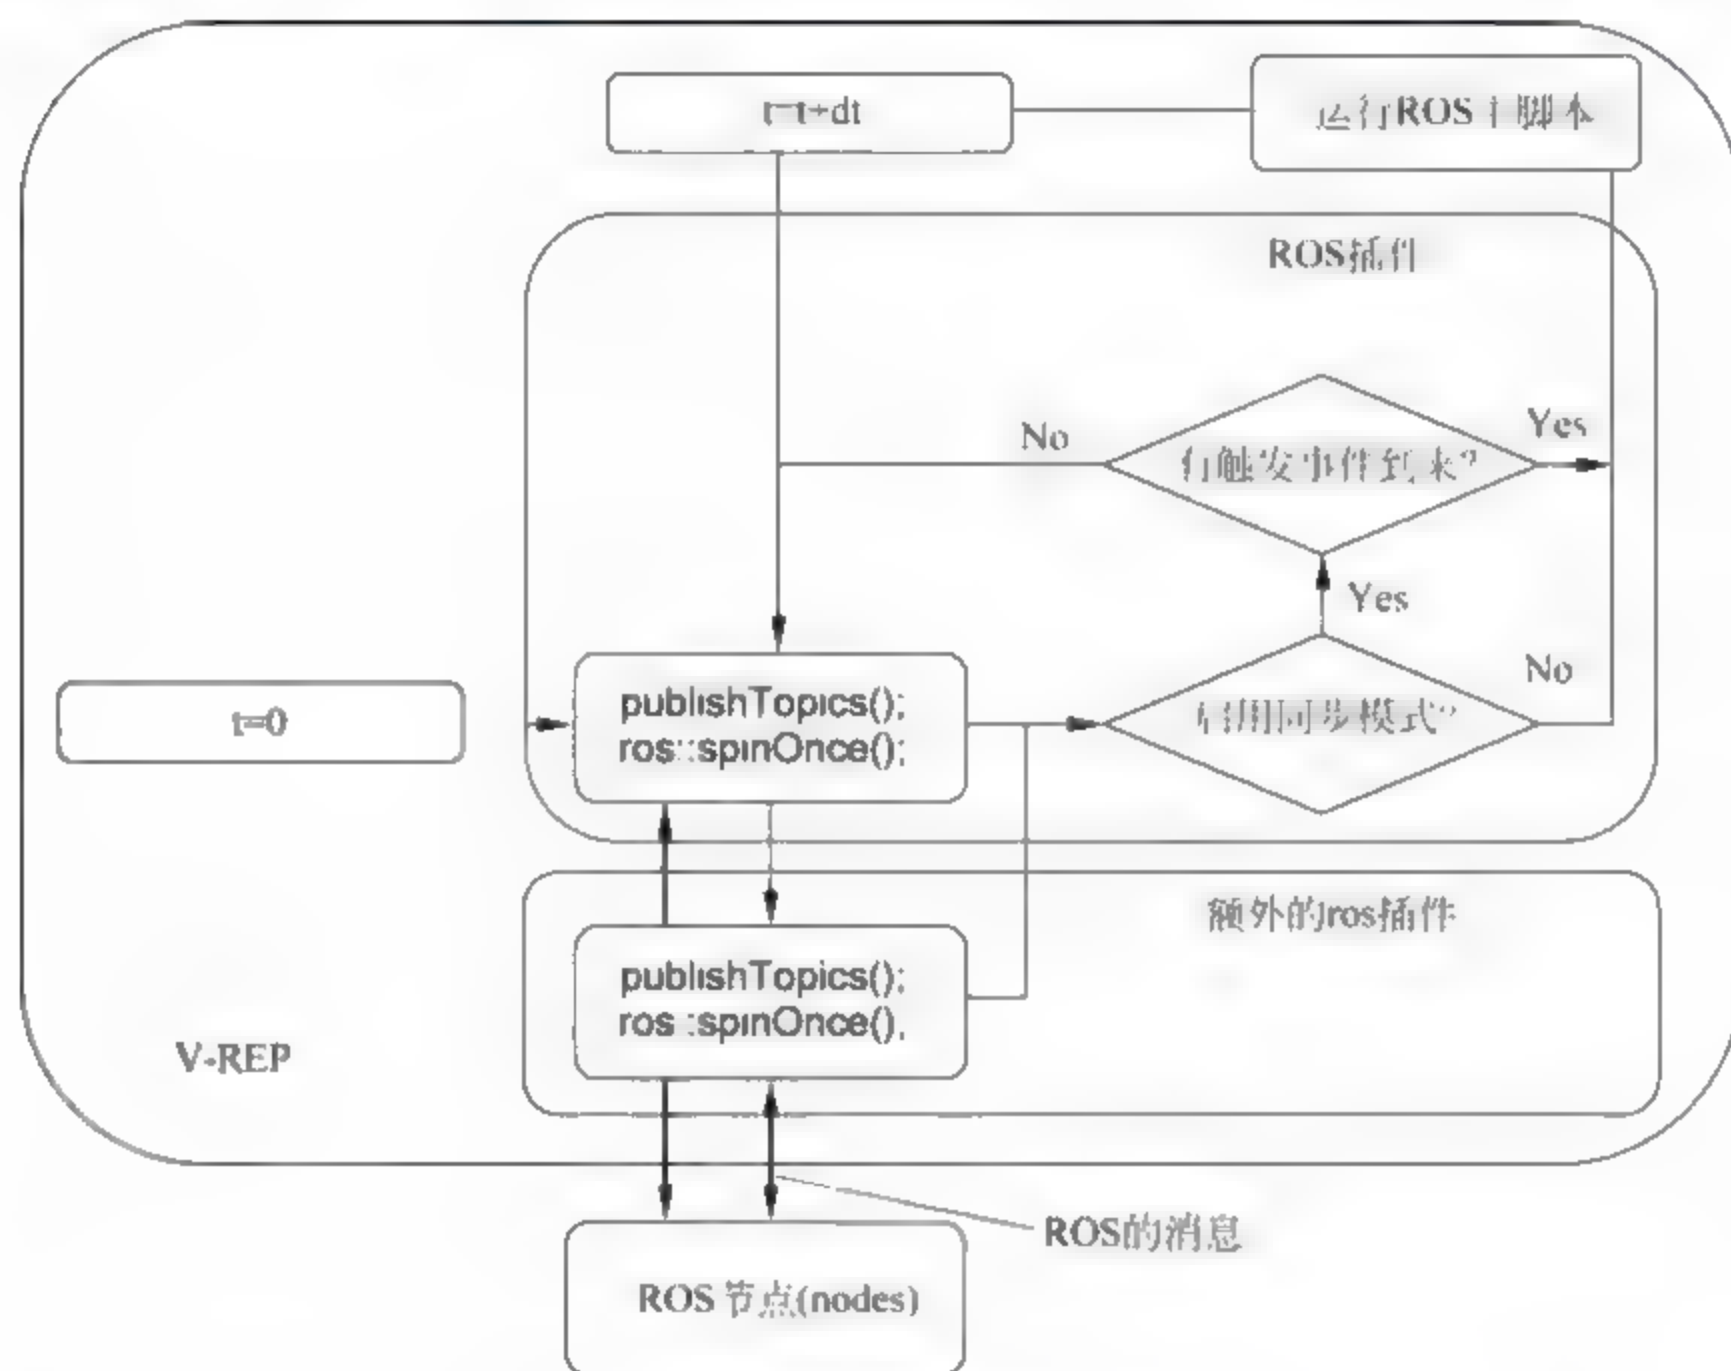 t=t+dt
运行ROS主脚本
ROS插件
No
有触发事件到来?
Yes
Yes
t=0
publishTopics();
ros::spinOnce();
启用同步模式?
No
额外的ros插件
publishTopics();
ros::spinOnce();
V-REP
ROS的消息
ROS 节点(nodes)